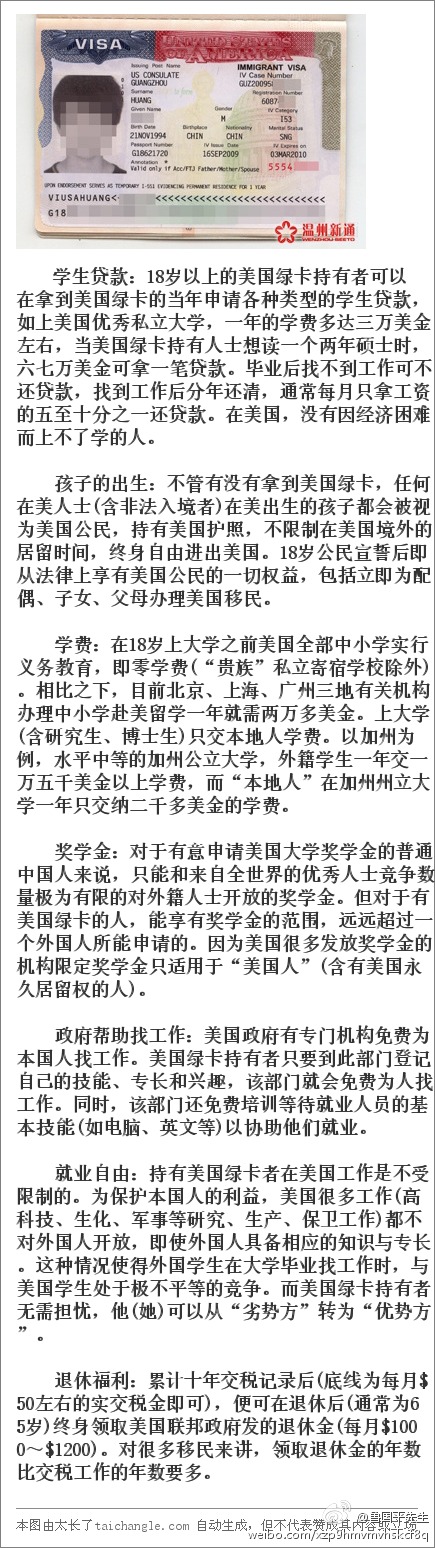 VISA
UNITED STATES
OF AMERICA
Issuing Post Name
US CONSULATE
GUANGZHOU
IMMIGRANT VISA
IV Case Number
GUZ20095
Surname
HUANG
Registration Number
6087
Given Name
Gender
M
IV Category
I53
Birth Date
21NOV1994
Birthplace
CHIN
Nationality
CHIN
Marital Status
SNG
Passport Number
G18621720
IV Issue Date
16SEP2009
IV Expires on
03MAR2010
Annotation
Valid only if Acc/FTJ Father/Mother/Spouse
5554
UPON ENDORSEMENT SERVES AS TEMPORARY I-551 EVIDENCING PERMANENT RESIDENCE FOR 1 YEAR
VIUSAHUANG<
G18
温州新通
WENZHOU-SEETO
学生贷款：18岁以上的美国绿卡持有者可以
在拿到美国绿卡的当年申请各种类型的学生贷款，
如上美国优秀私立大学，一年的学费多达三万美金
左右，当美国绿卡持有人士想读一个两年硕士时，
六七万美金可拿一笔贷款。毕业后找不到工作可不
还贷款，找到工作后分年还清，通常每月只拿工资
的五至十分之一还贷款。在美国，没有因经济困难
而上不了学的人。
孩子的出生：不管有没有拿到美国绿卡，任何
在美人士(含非法入境者)在美出生的孩子都会被视
为美国公民，持有美国护照，不限制在美国境外的
居留时间，终身自由进出美国。18岁公民宣誓后即
从法律上享有美国公民的一切权益，包括立即为配
偶、子女、父母办理美国移民。
学费：在18岁上大学之前美国全部中小学实行
义务教育，即零学费(“贵族”私立寄宿学校除外)
。相比之下，目前北京、上海、广州三地有关机构
办理中小学赴美留学一年就需两万多美金。上大学
(含研究生、博士生)只交本地人学费。以加州为
例，水平中等的加州公立大学，外籍学生一年交一
万五千美金以上学费，而“本地人”在加州州立大
学一年只交纳二千多美金的学费。
奖学金：对于有意申请美国大学奖学金的普通
中国人来说，只能和来自全世界的优秀人士竞争数
量极为有限的对外籍人士开放的奖学金。但对于有
美国绿卡的人，能享有奖学金的范围，远远超过一
个外国人所能申请的。因为美国很多发放奖学金的
机构限定奖学金只适用于“美国人”(含有美国永
久居留权的人)。
政府帮助找工作：美国政府有专门机构免费为
本国人找工作。美国绿卡持有者只要到此部门登记
自己的技能、专长和兴趣，该部门就会免费为人找
工作。同时，该部门还免费培训等待就业人员的基
本技能(如电脑、英文等)以协助他们就业。
就业自由：持有美国绿卡者在美国工作是不受
限制的。为保护本国人的利益，美国很多工作(高
科技、生化、军事等研究、生产、保卫工作)都不
对外国人开放，即使外国人具备相应的知识与专长
。这种情况使得外国学生在大学毕业找工作时，与
美国学生处于极不平等的竞争。而美国绿卡持有者
无需担忧，他(她)可以从“劣势方”转为“优势方
”。
退休福利：累计十年交税记录后(底线为每月$
50左右的实交税金即可)，便可在退休后(通常为6
5岁)终身领取美国联邦政府发的退休金(每月$100
0～$1200)。对很多移民来讲，领取退休金的年数
比交税工作的年数要多。
本图由太长了taichangle.com 自动生成，但不代表赞成其内容或立场
weibo.com/xzp9hmvmvhskcf8q